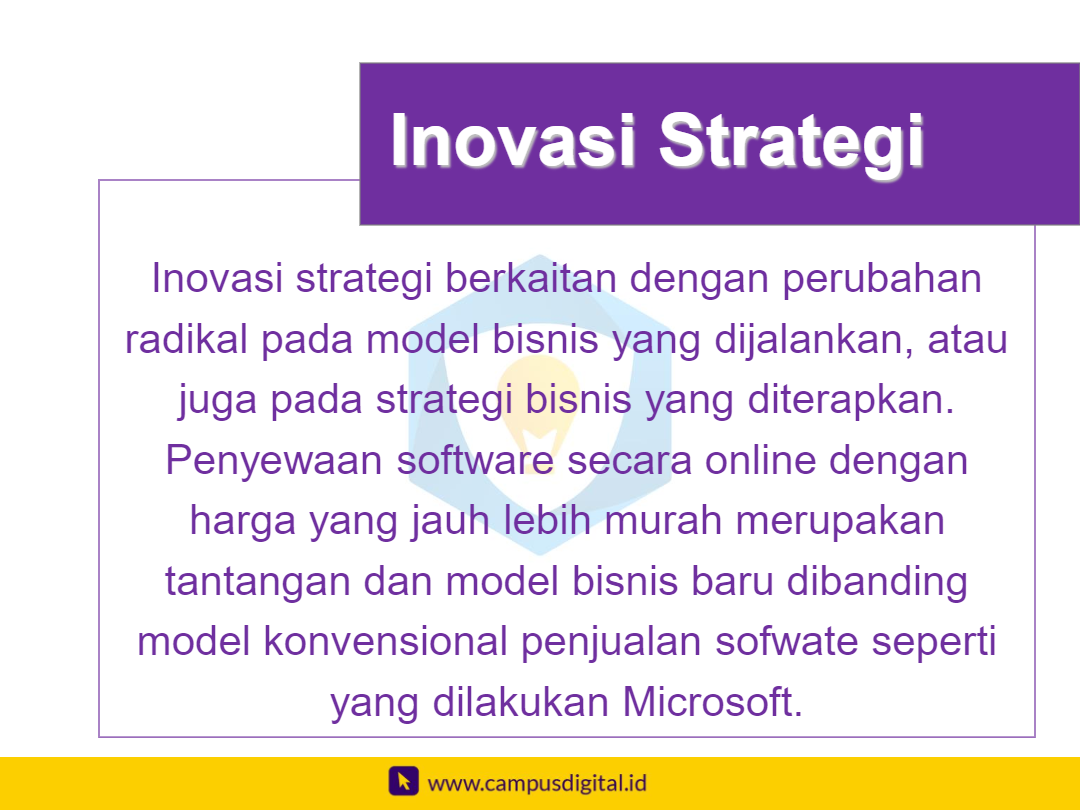 Inovasi Strategi
Inovasi strategi berkaitan dengan perubahan
radikal pada model bisnis yang dijalankan, atau
juga pada strategi bisnis yang diterapkan.
Penyewaan software secara online dengan
harga yang jauh lebih murah merupakan
tantangan dan model bisnis baru dibanding
model konvensional penjualan sofwate seperti
yang dilakukan Microsoft.
www.campusdigital.id